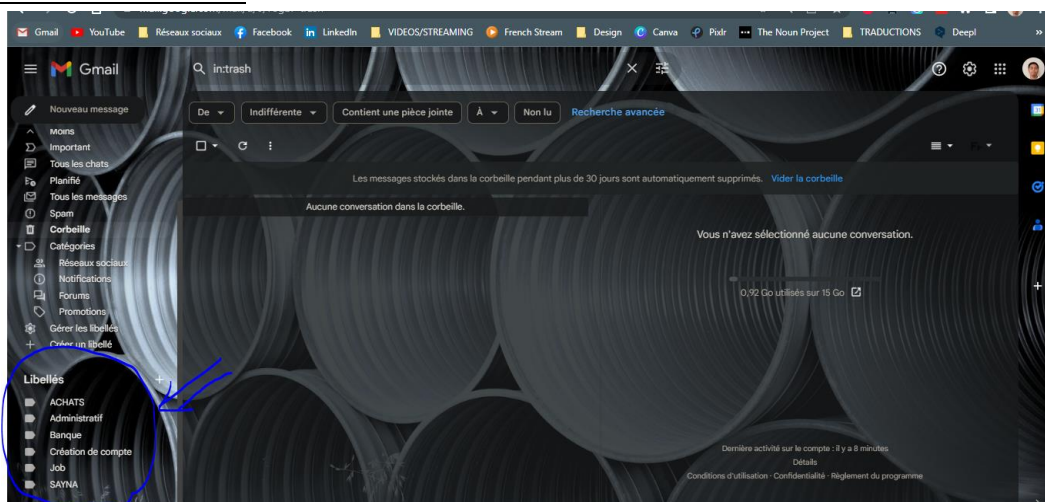 Gmail YouTube Réseaux sociaux Facebook LinkedIn VIDEOS/STREAMING French Stream Design Canva Pixlr The Noun Project TRADUCTIONS Deepl »
Gmail in:trash
Nouveau message
De Indifférente Contient une pièce jointe À Non lu Recherche avancée
Moins
Important
Tous les chats
Planifié
Tous les messages
Spam
Corbeille
Catégories
Réseaux sociaux
Notifications
Forums
Promotions
Gérer les libellés
Créer un libellé
Libellés
ACHATS
Administratif
Banque
Création de compte
Job
SAYNA
Les messages stockés dans la corbeille pendant plus de 30 jours sont automatiquement supprimés. Vider la corbeille
Aucune conversation dans la corbeille.
Vous n'avez sélectionné aucune conversation.
0,92 Go utilisés sur 15 Go
Dernière activité sur le compte : il y a 8 minutes
Détails
Conditions d'utilisation · Confidentialité · Règlement du programme